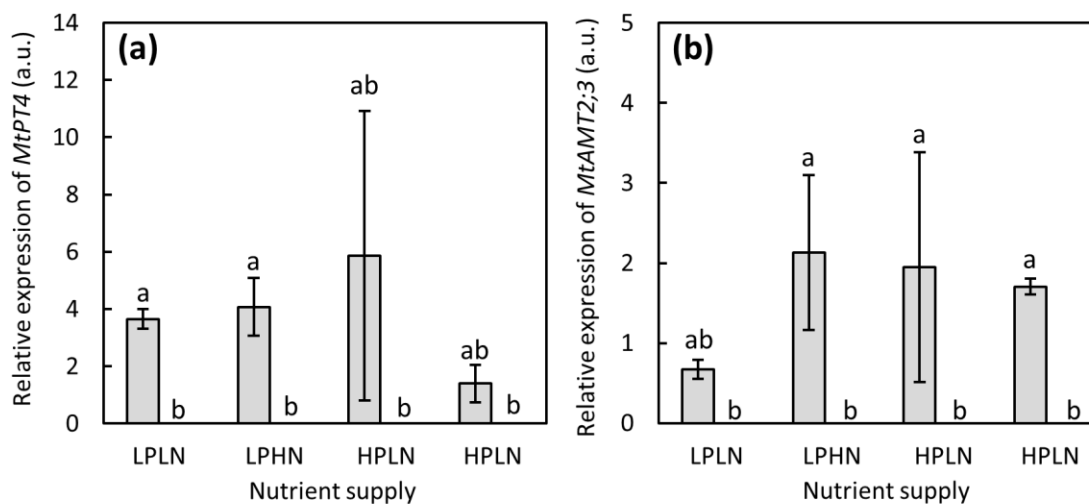 (a)
Relative expression of MtPT4 (a.u.)
14
12
10
8
6
4
2
0
a
b
a
b
ab
b
ab
b
LPLN LPHN HPLN HPLN
Nutrient supply
(b)
Relative expression of MtAMT2;3 (a.u.)
5
4
3
2
1
0
ab
b
a
b
a
b
a
b
LPLN LPHN HPLN HPLN
Nutrient supply